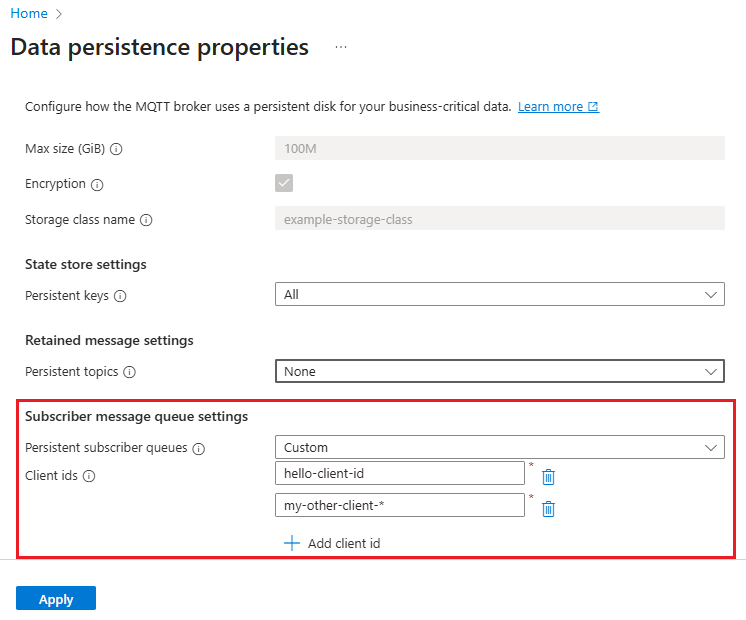 Home
Data persistence properties ...
Configure how the MQTT broker uses a persistent disk for your business-critical data. Learn more
Max size (GiB) 100M
Encryption
Storage class name example-storage-class
State store settings
Persistent keys All
Retained message settings
Persistent topics None
Subscriber message queue settings
Persistent subscriber queues Custom
Client ids hello-client-id *
my-other-client-* *
Add client id
Apply